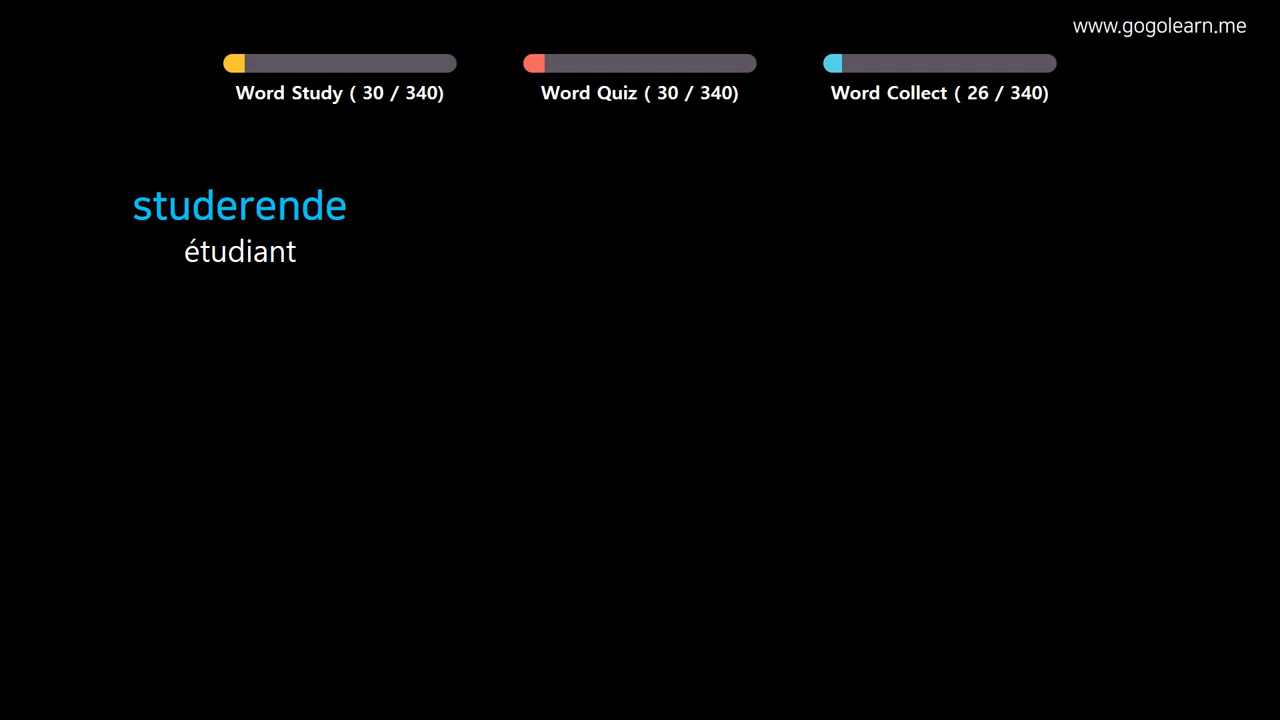 www.gogolearn.me
Word Study ( 30 / 340)
Word Quiz ( 30 / 340)
Word Collect ( 26 / 340)
studerende
étudiant